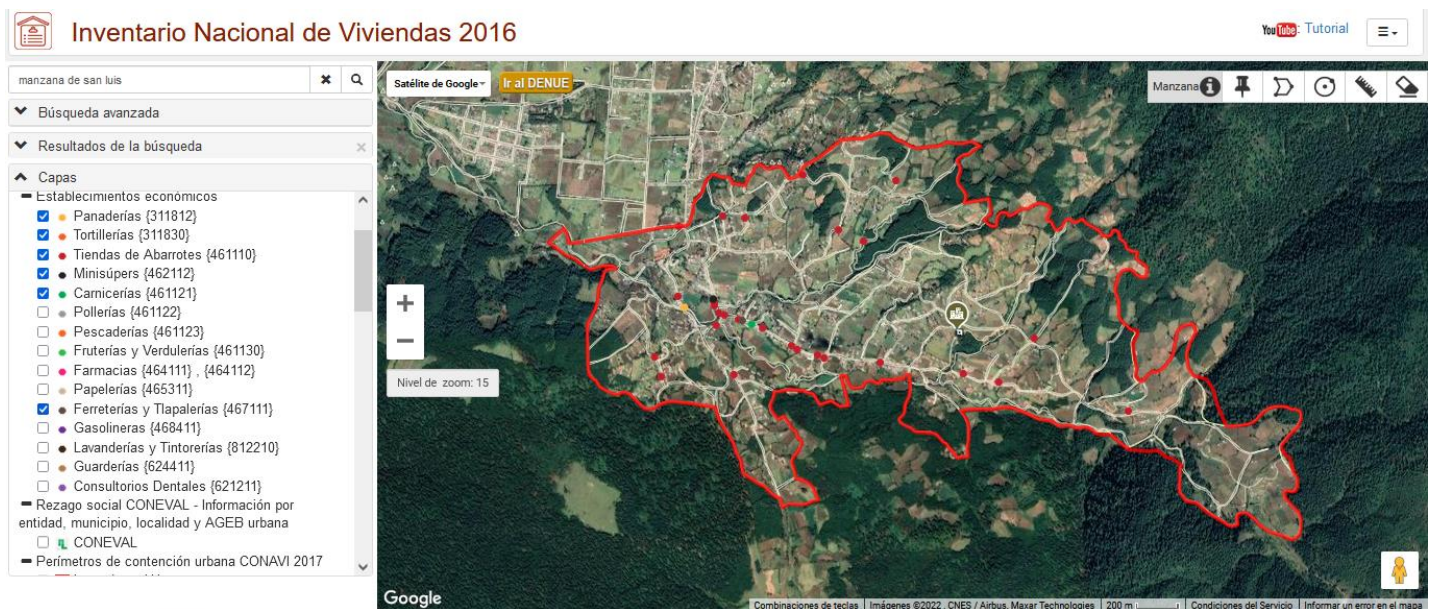 Inventario Nacional de Viviendas 2016
YouTube: Tutorial
manzana de san luis
Búsqueda avanzada
Resultados de la búsqueda
Capas
Establecimientos económicos
Panaderías {311812}
Tortillerías {311830}
Tiendas de Abarrotes {461110}
Minisúpers {462112}
Carnicerías {461121}
Pollerías {461122}
Pescaderías {461123}
Fruterías y Verdulerías {461130}
Farmacias {464111} , {464112}
Papelerías {465311}
Ferreterías y Tlapalerías {467111}
Gasolineras {468411}
Lavanderías y Tintorerías {812210}
Guarderías {624411}
Consultorios Dentales {621211}
Rezago social CONEVAL - Información por
entidad, municipio, localidad y AGEB urbana
CONEVAL
Perímetros de contención urbana CONAVI 2017
Satélite de Google
Ir al DENUE
Manzana
Nivel de zoom: 15
Google
Combinaciones de teclas
Imágenes ©2022 , CNES / Airbus, Maxar Technologies
200 m
Condiciones del Servicio
Informar un error en el mapa